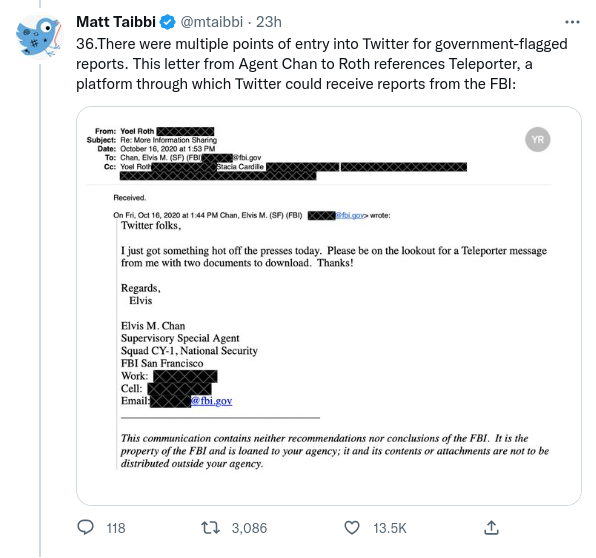 Matt Taibbi @mtaibbi · 23h
36.There were multiple points of entry into Twitter for government-flagged
reports. This letter from Agent Chan to Roth references Teleporter, a
platform through which Twitter could receive reports from the FBI:
From: Yoel Roth
Subject: Re: More Information Sharing
Date: October 16, 2020 at 1:53 PM
To: Chan, Elvis M. (SF) (FBI @fbi.gov
Cc: Yoel Roth Stacia Cardille
YR
Received.
On Fri, Oct 16, 2020 at 1:44 PM Chan, Elvis M. (SF) (FBI) @fbi.gov> wrote:
Twitter folks,
I just got something hot off the presses today. Please be on the lookout for a Teleporter message
from me with two documents to download. Thanks!
Regards,
Elvis
Elvis M. Chan
Supervisory Special Agent
Squad CY-1, National Security
FBI San Francisco
Work:
Cell:
Email: @fbi.gov
This communication contains neither recommendations nor conclusions of the FBI. It is the
property of the FBI and is loaned to your agency; it and its contents or attachments are not to be
distributed outside your agency.
118
3,086
13.5K